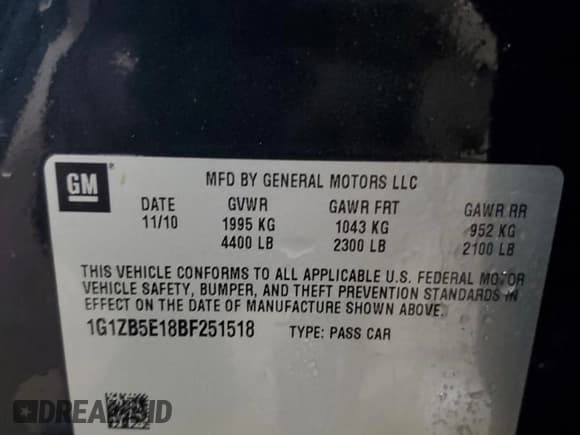 GM®
MFD BY GENERAL MOTORS LLC
DATE GVWR GAWR FRT GAWR RR
11/10 1995 KG 1043 KG 952 KG
4400 LB 2300 LB 2100 LB
THIS VEHICLE CONFORMS TO ALL APPLICABLE U.S. FEDERAL MOTOR
VEHICLE SAFETY, BUMPER, AND THEFT PREVENTION STANDARDS IN
EFFECT ON THE DATE OF MANUFACTURE SHOWN ABOVE.
1G1ZB5E18BF251518 TYPE: PASS CAR
DREAMBID